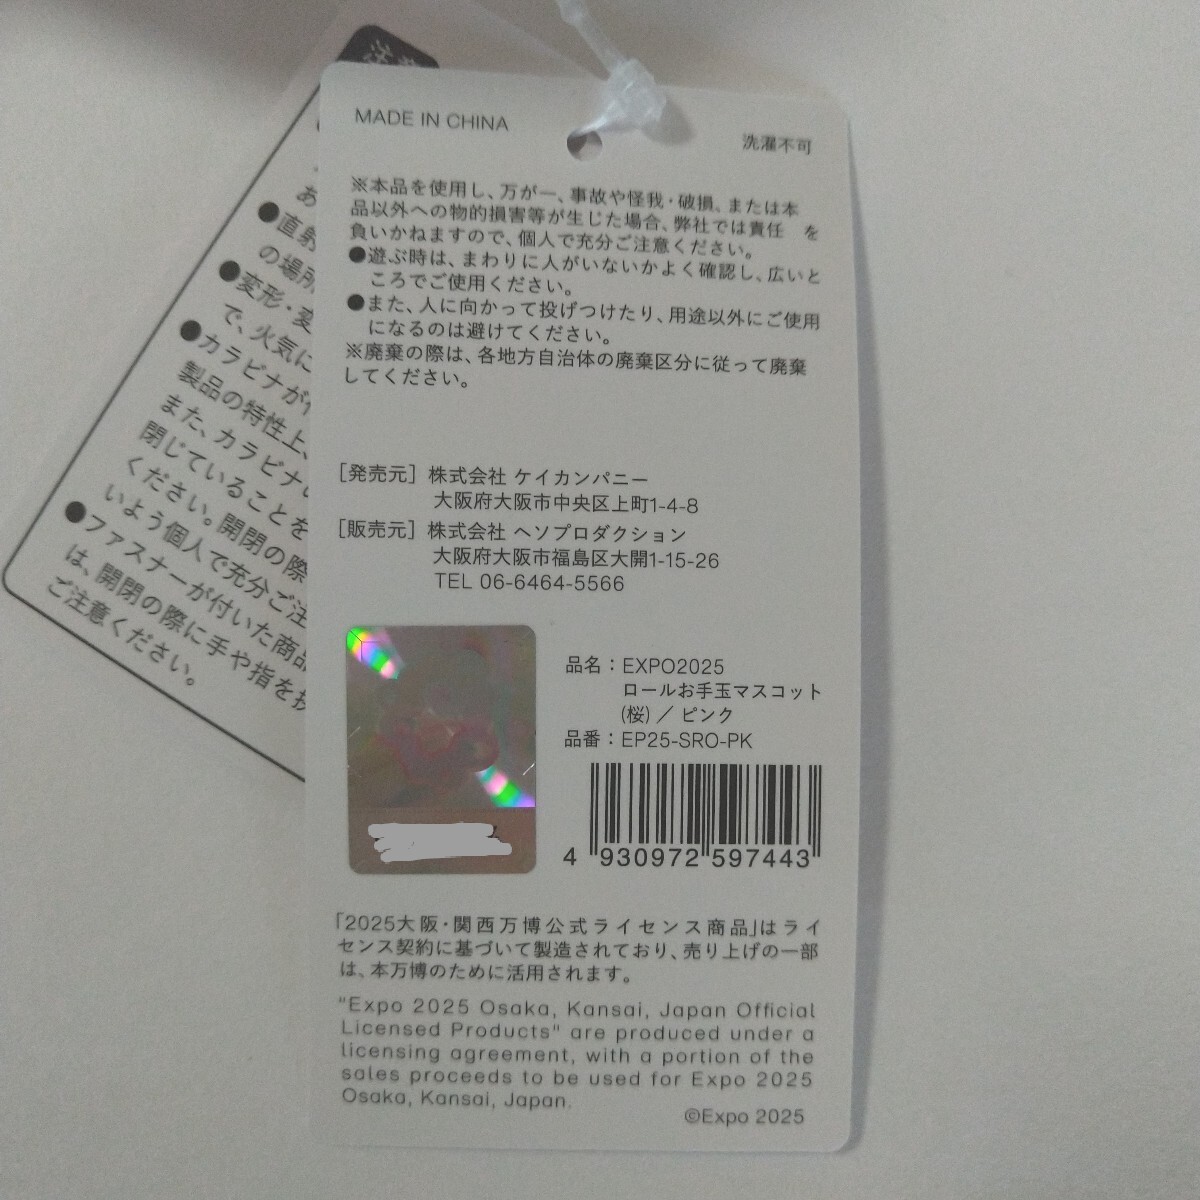 MADE IN CHINA
洗濯不可
※本品を使用し、万が一、事故や怪我・破損、または本
品以外への物的損害等が生じた場合、弊社では責任 を
負いかねますので、個人で充分ご注意ください。
●遊ぶ時は、まわりに人がいないかよく確認し、広いと
ころでご使用ください。
●また、人に向かって投げつけたり、用途以外にご使用
になるのは避けてください。
※廃棄の際は、各地方自治体の廃棄区分に従って廃棄
してください。
[発売元] 株式会社 ケイカンパニー
大阪府大阪市中央区上町1-4-8
[販売元] 株式会社 ヘソプロダクション
大阪府大阪市福島区大開1-15-26
TEL 06-6464-5566
品名：EXPO2025
ロールお手玉マスコット
(桜)／ピンク
品番：EP25-SRO-PK
4 930972 597443
「2025大阪・関西万博公式ライセンス商品」はライ
センス契約に基づいて製造されており、売り上げの一部
は、本万博のために活用されます。
"Expo 2025 Osaka, Kansai, Japan Official
Licensed Products" are produced under a
licensing agreement, with a portion of the
sales proceeds to be used for Expo 2025
Osaka, Kansai, Japan.
©Expo 2025
あ
●直射
の場所
●変形・変
で、火気に
●カラビナが
製品の特性上、
また、カラビナ
閉じていることを
ください。開閉の際
いよう個人で充分ご注
●ファスナーが付いた商品
は、開閉の際に手や指を
ご注意ください。